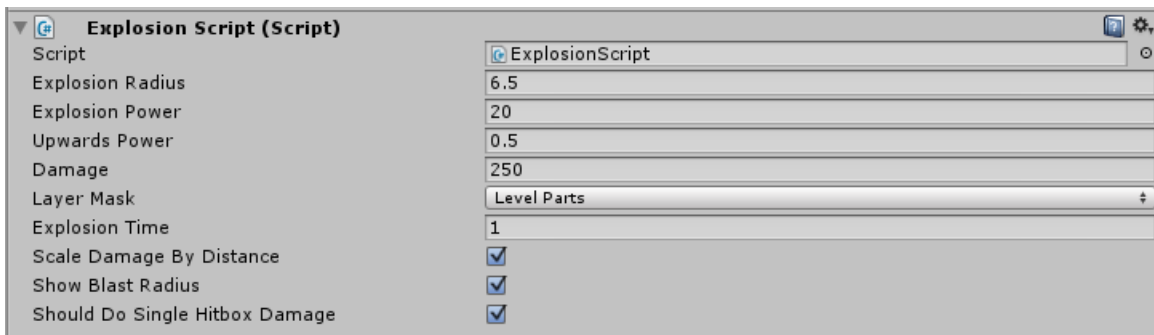 Explosion Script (Script)
Script ExplosionScript
Explosion Radius 6.5
Explosion Power 20
Upwards Power 0.5
Damage 250
Layer Mask Level Parts
Explosion Time 1
Scale Damage By Distance
Show Blast Radius
Should Do Single Hitbox Damage